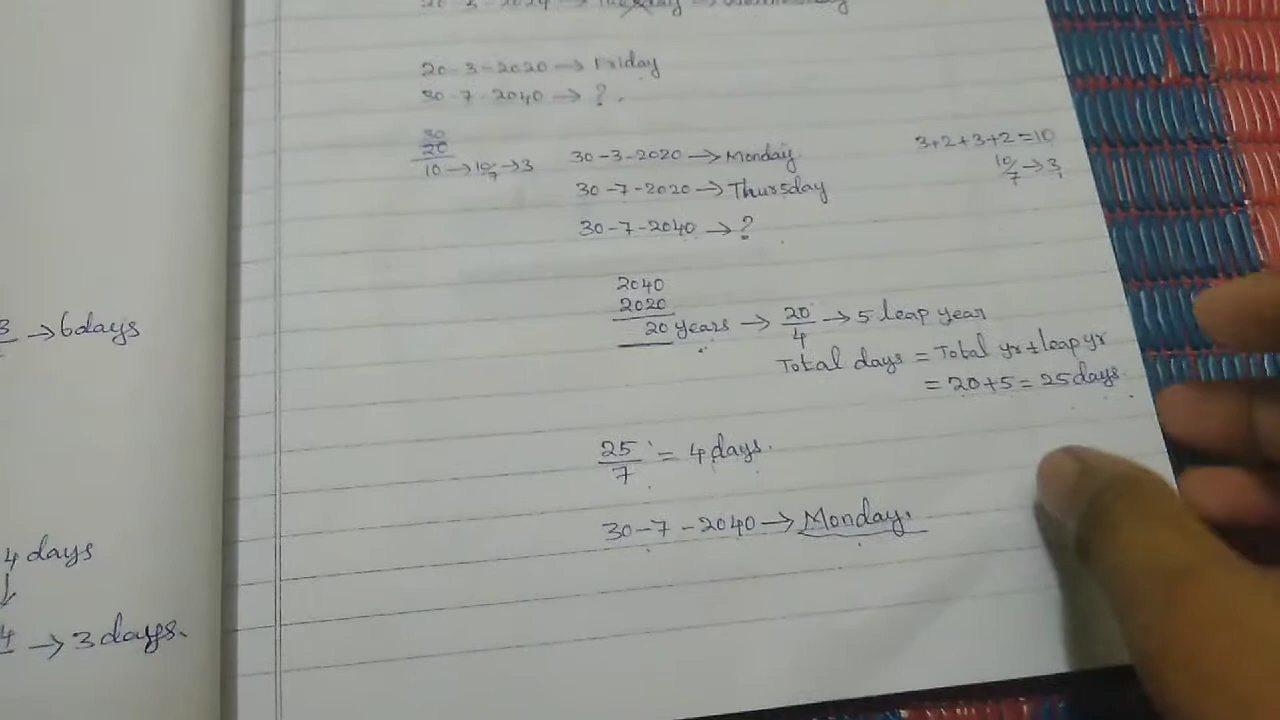 3 → 6 days
4 days
↓
4 → 3 days.
20-3-2020 → Friday
30-7-2040 → ?.
30
20
10 → 10/7 → 3
30-3-2020 → Monday
30-7-2020 → Thursday
30-7-2040 → ?
3+2+3+2=10
10/7 → 3
2040
2020
20 years → 20/4 → 5 leap year
Total days = Total yr + leap yr
= 20+5 = 25 days
25/7 = 4 days.
30-7-2040 → Monday.